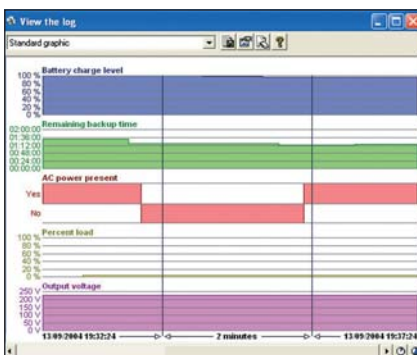 View the log
Standard graphic
Battery charge level
100 %
80 %
60 %
40 %
20 %
0 %
Remaining backup time
02:00:00
01:36:00
01:12:00
00:48:00
00:24:00
00:00:00
AC power present
Yes
No
Percent load
100 %
80 %
60 %
40 %
20 %
0 %
Output voltage
250 V
200 V
150 V
100 V
50 V
0 V
13/09/2004 19:32:24
2 minutes
13/09/2004 19:37:24